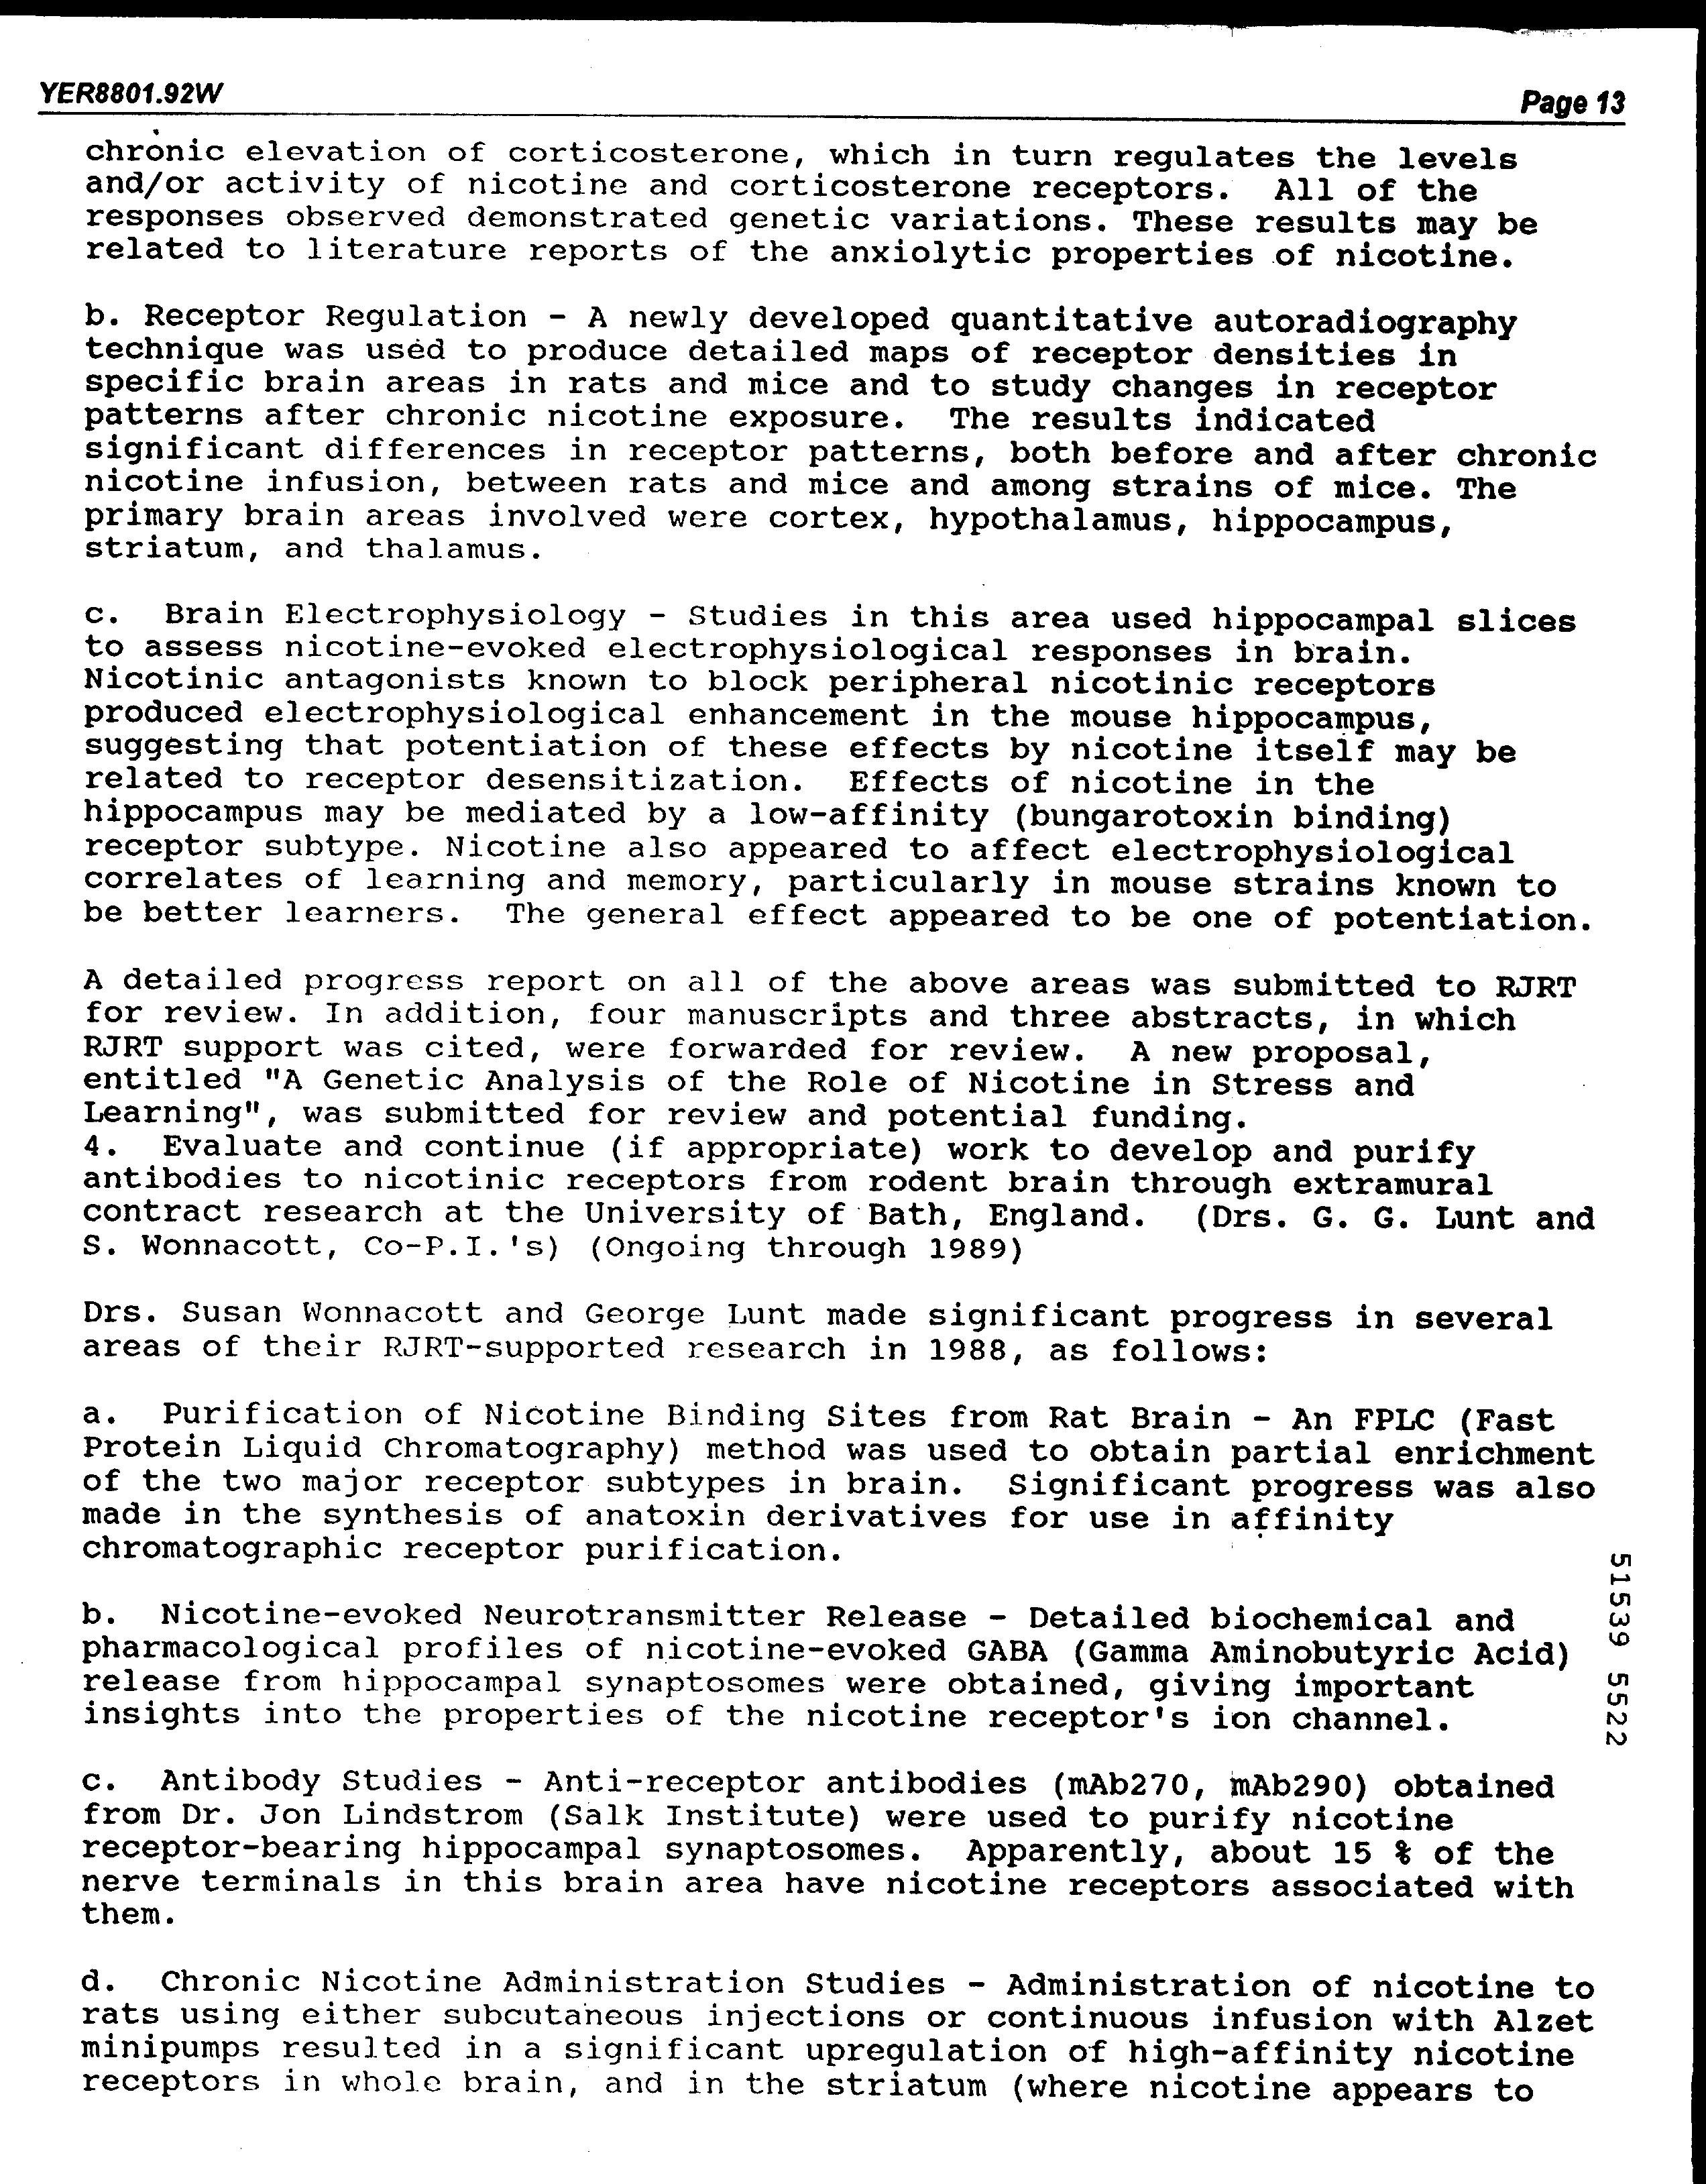 YER8801.92W
Page 13
chronic elevation of corticosterone, which in turn regulates the levels
and/or activity of nicotine and corticosterone receptors.  All of the
responses observed demonstrated genetic variations. These results may be
related to literature reports of the anxiolytic properties of nicotine.
b. Receptor Regulation - A newly developed quantitative autoradiography
technique was used to produce detailed maps of receptor densities in
specific brain areas in rats and mice and to study changes in receptor
patterns after chronic nicotine exposure.  The results indicated
significant differences in receptor patterns, both before and after chronic
nicotine infusion, between rats and mice and among strains of mice. The
primary brain areas involved were cortex, hypothalamus, hippocampus,
striatum, and thalamus.
c.  Brain Electrophysiology - Studies in this area used hippocampal slices
to assess nicotine-evoked electrophysiological responses in brain.
Nicotinic antagonists known to block peripheral nicotinic receptors
produced electrophysiological enhancement in the mouse hippocampus,
suggesting that potentiation of these effects by nicotine itself may be
related to receptor desensitization.  Effects of nicotine in the
hippocampus may be mediated by a low-affinity (bungarotoxin binding)
receptor subtype. Nicotine also appeared to affect electrophysiological
correlates of learning and memory, particularly in mouse strains known to
be better learners.  The general effect appeared to be one of potentiation.
A detailed progress report on all of the above areas was submitted to RJRT
for review. In addition, four manuscripts and three abstracts, in which
RJRT support was cited, were forwarded for review.  A new proposal,
entitled "A Genetic Analysis of the Role of Nicotine in Stress and
Learning", was submitted for review and potential funding.
4.  Evaluate and continue (if appropriate) work to develop and purify
antibodies to nicotinic receptors from rodent brain through extramural
contract research at the University of Bath, England.  (Drs. G. G. Lunt and
S. Wonnacott, Co-P.I.'s) (Ongoing through 1989)
Drs. Susan Wonnacott and George Lunt made significant progress in several
areas of their RJRT-supported research in 1988, as follows:
a.  Purification of Nicotine Binding Sites from Rat Brain - An FPLC (Fast
Protein Liquid Chromatography) method was used to obtain partial enrichment
of the two major receptor subtypes in brain.  Significant progress was also
made in the synthesis of anatoxin derivatives for use in affinity
chromatographic receptor purification.
b.  Nicotine-evoked Neurotransmitter Release - Detailed biochemical and
pharmacological profiles of nicotine-evoked GABA (Gamma Aminobutyric Acid)
release from hippocampal synaptosomes were obtained, giving important
insights into the properties of the nicotine receptor's ion channel.
c.  Antibody Studies - Anti-receptor antibodies (mAb270, mAb290) obtained
from Dr. Jon Lindstrom (Salk Institute) were used to purify nicotine
receptor-bearing hippocampal synaptosomes.  Apparently, about 15 % of the
nerve terminals in this brain area have nicotine receptors associated with
them.
d.  Chronic Nicotine Administration Studies - Administration of nicotine to
rats using either subcutaneous injections or continuous infusion with Alzet
minipumps resulted in a significant upregulation of high-affinity nicotine
receptors in whole brain, and in the striatum (where nicotine appears to
51539 5522